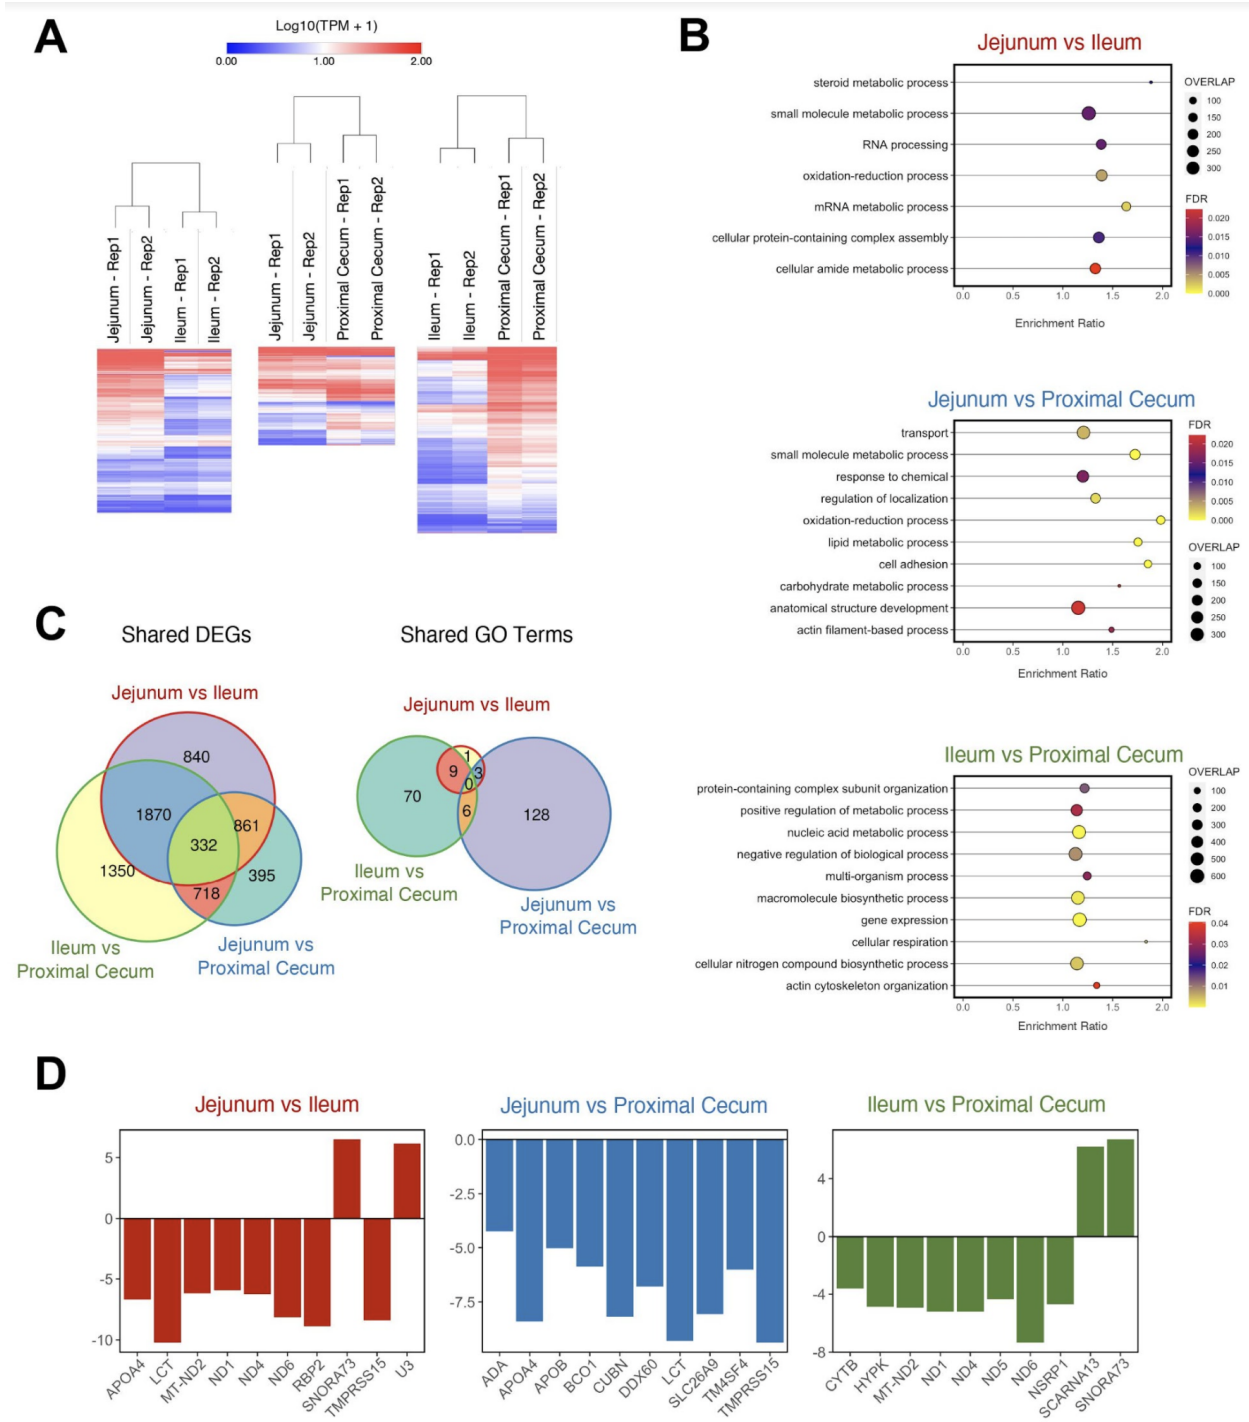 A
Log10(TPM + 1)
0.00 1.00 2.00
Jejunum - Rep1
Jejunum - Rep2
Ileum - Rep1
Ileum - Rep2
Jejunum - Rep1
Jejunum - Rep2
Proximal Cecum - Rep1
Proximal Cecum - Rep2
Ileum - Rep1
Ileum - Rep2
Proximal Cecum - Rep1
Proximal Cecum - Rep2
B
Jejunum vs Ileum
steroid metabolic process
small molecule metabolic process
RNA processing
oxidation-reduction process
mRNA metabolic process
cellular protein-containing complex assembly
cellular amide metabolic process
0.0 0.5 1.0 1.5 2.0
Enrichment Ratio
OVERLAP
100
150
200
250
300
FDR
0.020
0.015
0.010
0.005
0.000
Jejunum vs Proximal Cecum
transport
small molecule metabolic process
response to chemical
regulation of localization
oxidation-reduction process
lipid metabolic process
cell adhesion
carbohydrate metabolic process
anatomical structure development
actin filament-based process
0.0 0.5 1.0 1.5 2.0
Enrichment Ratio
FDR
0.020
0.015
0.010
0.005
0.000
OVERLAP
100
150
200
250
300
Ileum vs Proximal Cecum
protein-containing complex subunit organization
positive regulation of metabolic process
nucleic acid metabolic process
negative regulation of biological process
multi-organism process
macromolecule biosynthetic process
gene expression
cellular respiration
cellular nitrogen compound biosynthetic process
actin cytoskeleton organization
0.0 0.5 1.0 1.5 2.0
Enrichment Ratio
OVERLAP
100
200
300
400
500
600
FDR
0.04
0.03
0.02
0.01
C
Shared DEGs
Jejunum vs Ileum
840
1870
861
332
1350
395
718
Ileum vs
Proximal Cecum
Jejunum vs
Proximal Cecum
Shared GO Terms
Jejunum vs Ileum
1
9
3
0
70
6
128
Ileum vs
Proximal Cecum
Jejunum vs
Proximal Cecum
D
Jejunum vs Ileum
5
0
-5
-10
APOA4
LCT
MT-ND2
ND1
ND4
ND6
RBP2
SNORA73
TMPRSS15
U3
Jejunum vs Proximal Cecum
0.0
-2.5
-5.0
-7.5
ADA
APOA4
APOB
BCO1
CUBN
DDX60
LCT
SLC26A9
TM4SF4
TMPRSS15
Ileum vs Proximal Cecum
4
0
-4
-8
CYTB
HYPK
MT-ND2
ND1
ND4
ND5
ND6
NSRP1
SCARNA13
SNORA73